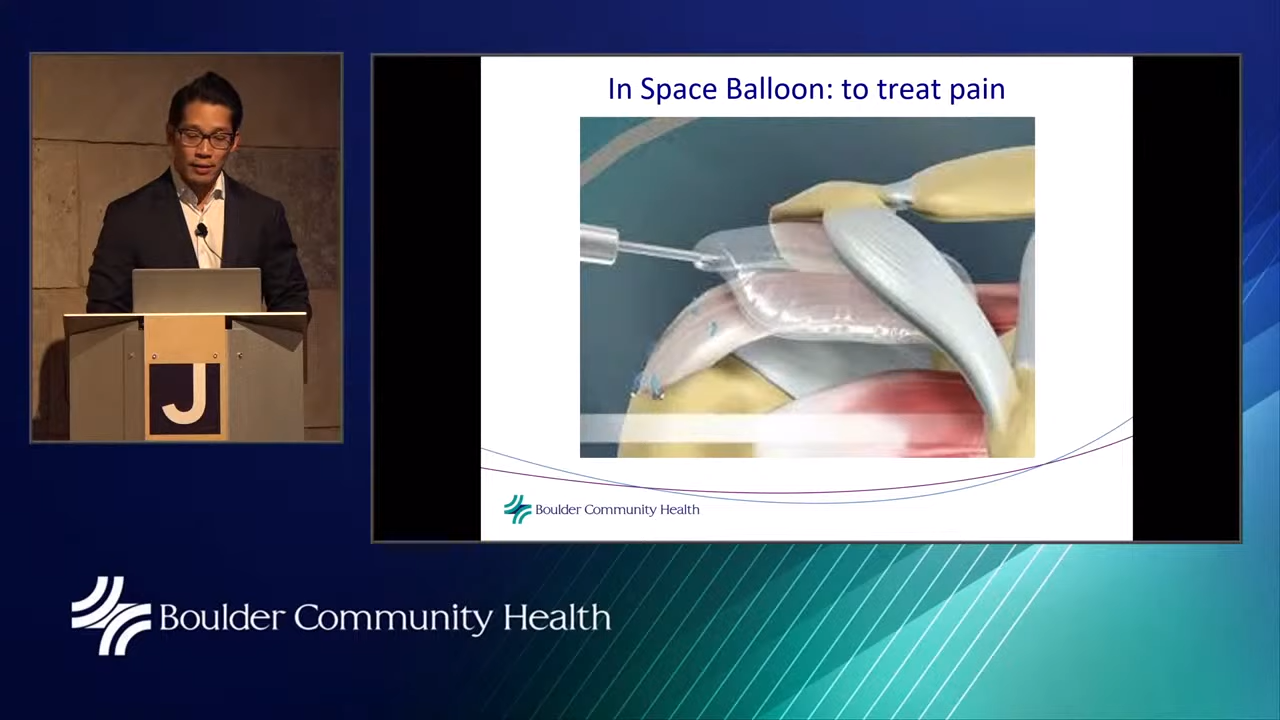 In Space Balloon: to treat pain
J
Boulder Community Health
Boulder Community Health